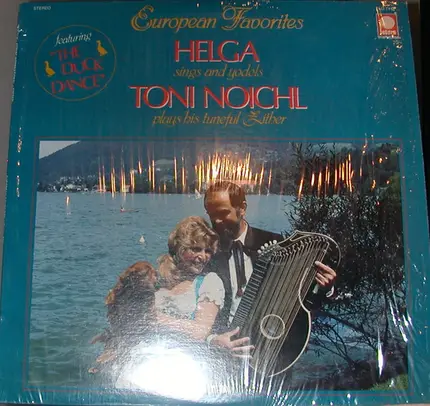 STEREO
European Favorites
featuring
"THE
DUCK
DANCE"
HELGA
sings and yodels
TONI NOICHL
plays his tuneful Zither